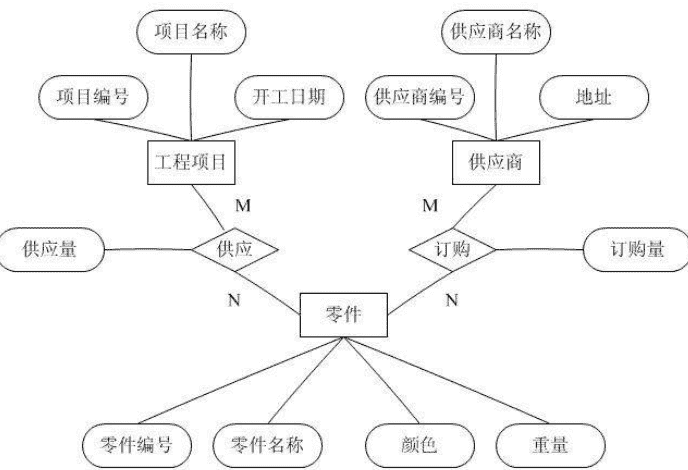 项目名称
供应商名称
项目编号
开工日期
供应商编号
地址
工程项目
供应商
M
M
供应量
供应
订购
订购量
N
N
零件
零件编号
零件名称
颜色
重量